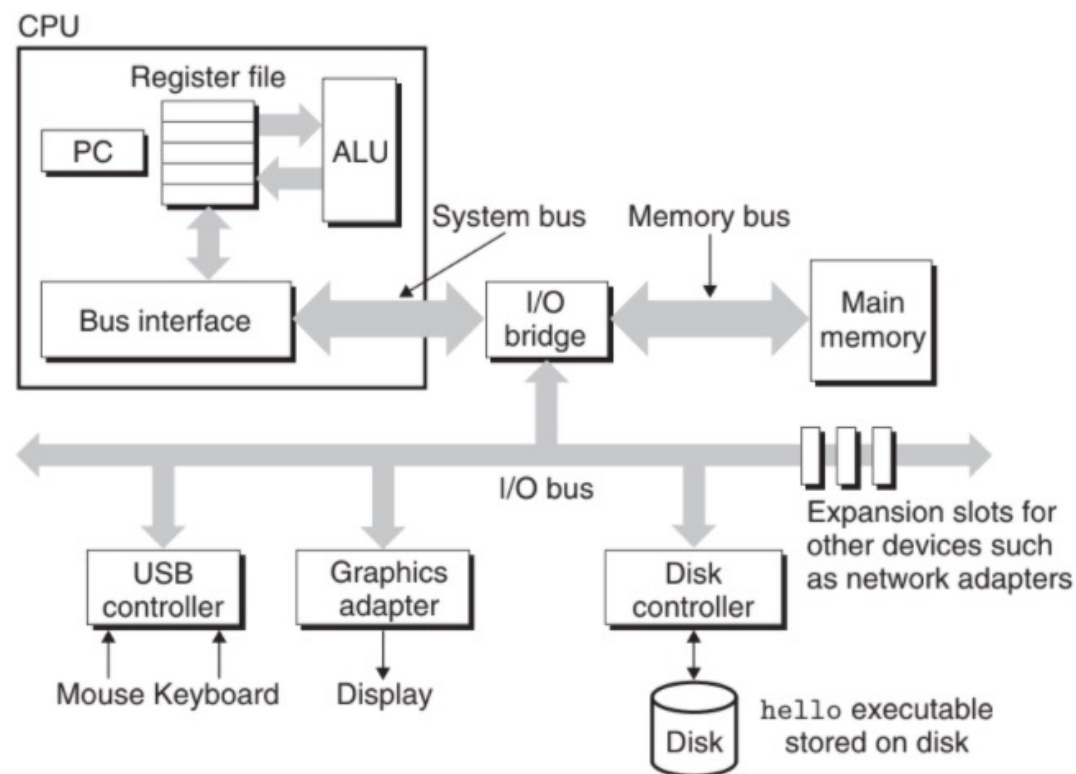 CPU
Register file
PC
ALU
System bus
Memory bus
Bus interface
I/O
bridge
Main
memory
I/O bus
Expansion slots for
other devices such
as network adapters
USB
controller
Graphics
adapter
Disk
controller
Mouse Keyboard
Display
Disk
hello executable
stored on disk